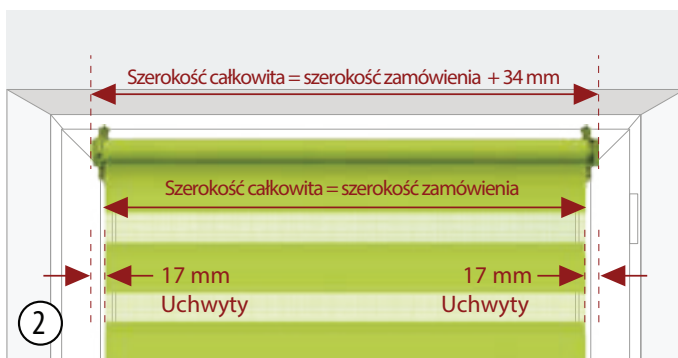 Szerokość całkowita = szerokość zamówienia + 34 mm
Szerokość całkowita = szerokość zamówienia
17 mm
Uchwyty
17 mm
Uchwyty
2